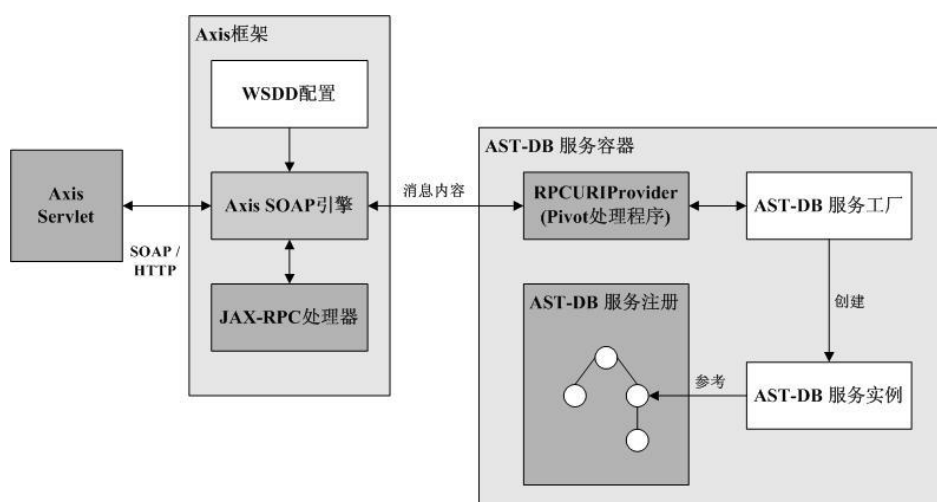 Axis框架
WSDD配置
Axis
Servlet
SOAP /
HTTP
Axis SOAP引擎
JAX-RPC处理器
消息内容
AST-DB 服务容器
RPCURIProvider
(Pivot处理程序)
AST-DB 服务工厂
创建
AST-DB 服务注册
参考
AST-DB 服务实例